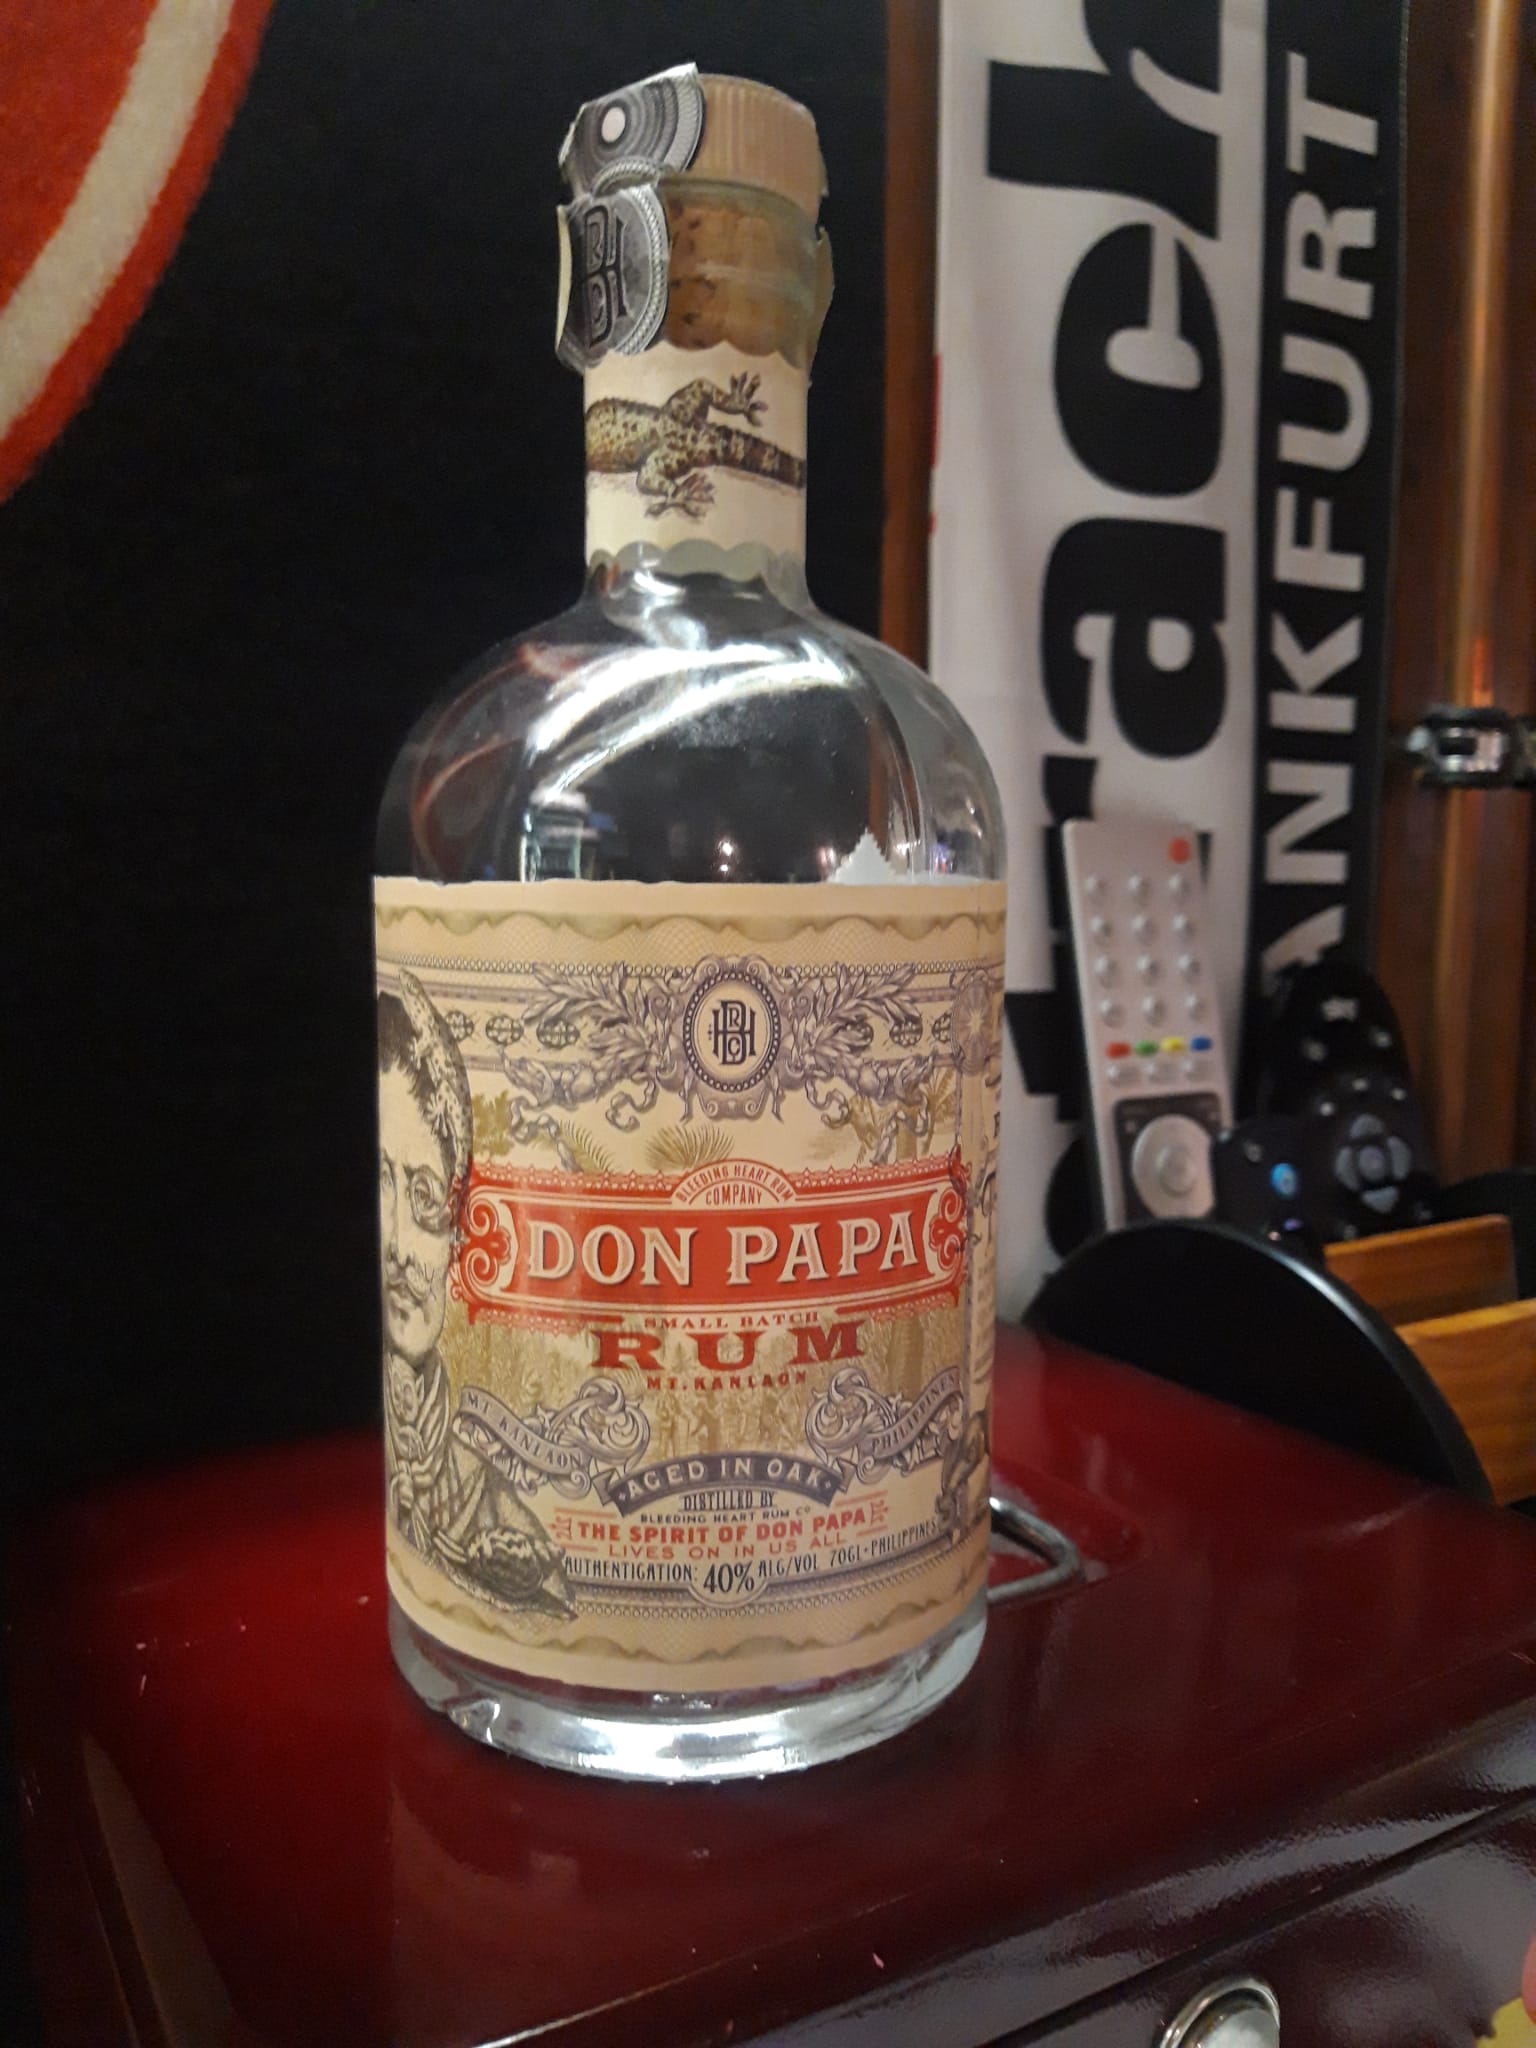 BLEEDING HEART RUM
COMPANY
DON PAPA
SMALL BATCH
RUM
MT. KANLAON
MT. KANLAON
PHILIPPINES
AGED IN OAK
DISTILLED BY
BLEEDING HEART RUM CO
THE SPIRIT OF DON PAPA
LIVES ON IN US ALL
AUTHENTICATION: 40% ALC/VOL 70CL · PHILIPPINES
ANKFURT